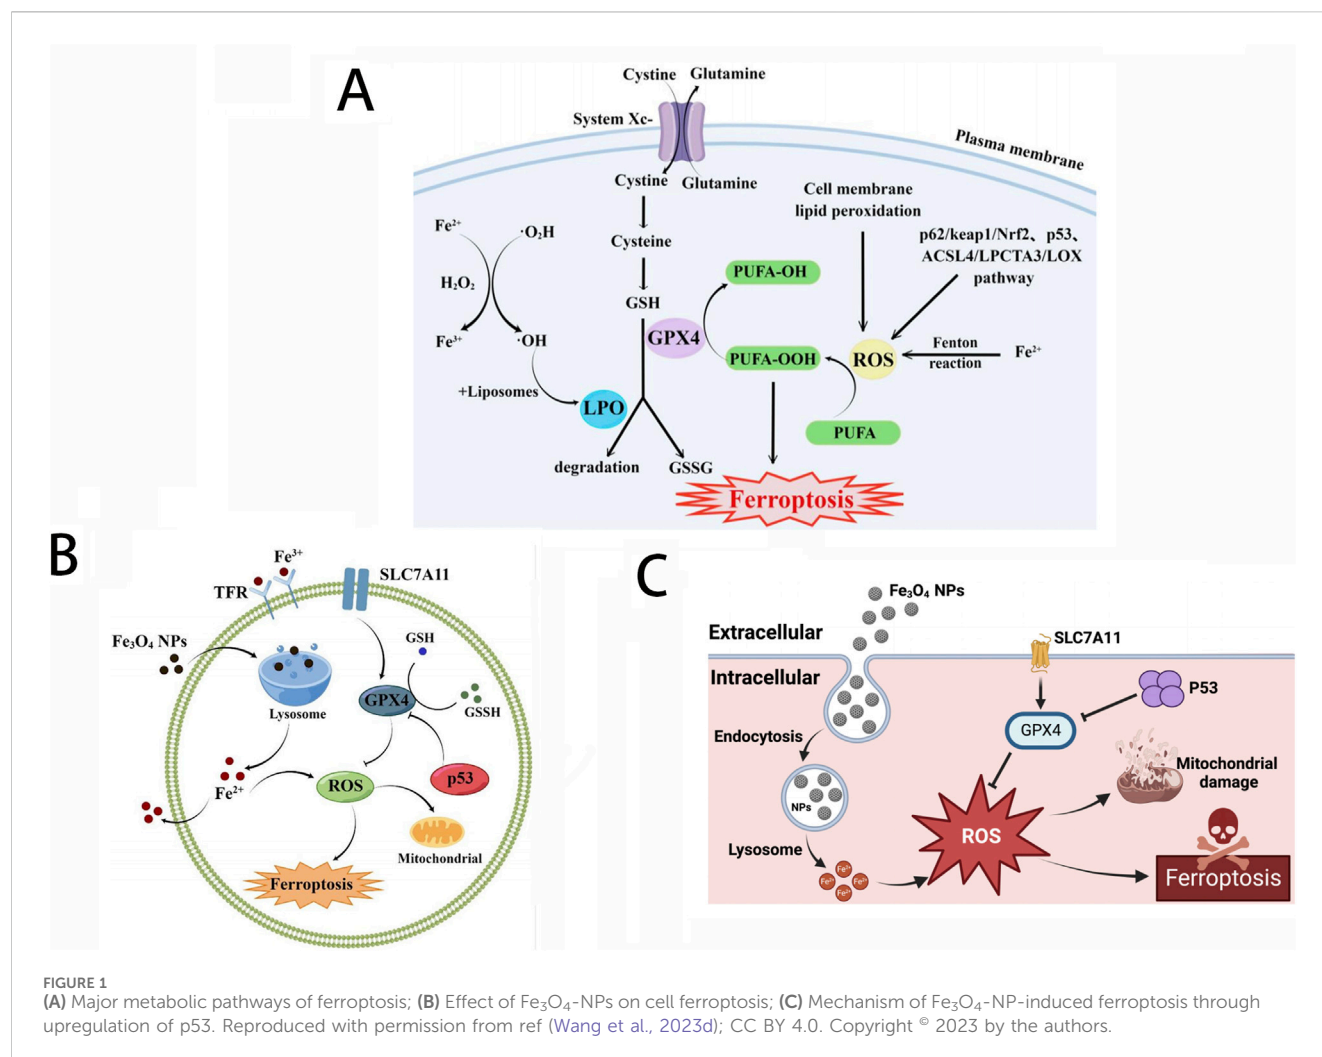 A
Cystine Glutamine
System Xc-
Plasma membrane
Cystine Glutamine
Cell membrane
lipid peroxidation
Fe²⁺
·O₂H
Cysteine
p62/keap1/Nrf2、p53、
ACSL4/LPCTA3/LOX
pathway
H₂O₂
PUFA-OH
GSH
Fe³⁺
·OH
GPX4
PUFA-OOH
ROS
Fenton
reaction
Fe²⁺
+Liposomes
LPO
PUFA
degradation
GSSG
Ferroptosis
B
Fe³⁺
TFR
SLC7A11
Fe₃O₄ NPs
GSH
Lysosome
GPX4
GSSH
Fe²⁺
ROS
p53
Mitochondrial
Ferroptosis
C
Fe₃O₄ NPs
Extracellular
SLC7A11
Intracellular
P53
GPX4
Endocytosis
Mitochondrial
damage
NPs
ROS
Lysosome
Fe²⁺
Fe²⁺ Fe²⁺
Fe²⁺
Ferroptosis
FIGURE 1
(A) Major metabolic pathways of ferroptosis; (B) Effect of Fe₃O₄-NPs on cell ferroptosis; (C) Mechanism of Fe₃O₄-NP-induced ferroptosis through
upregulation of p53. Reproduced with permission from ref (Wang et al., 2023d); CC BY 4.0. Copyright © 2023 by the authors.